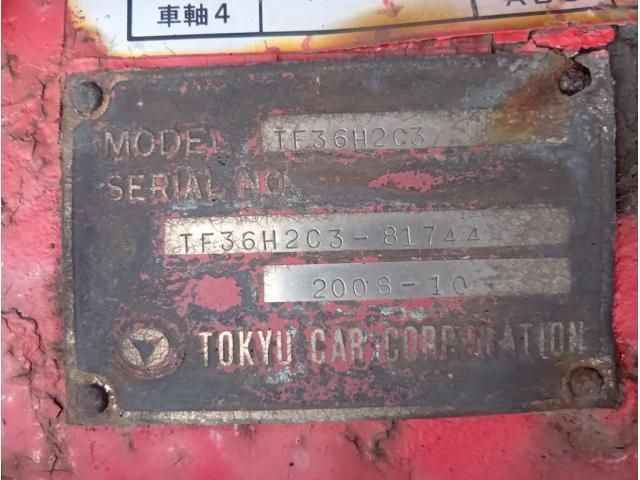 車軸4
MODEL TF36H2C3
SERIAL NO
TF36H2C3-81744
2008-10
TOKYU CAR CORPORATION